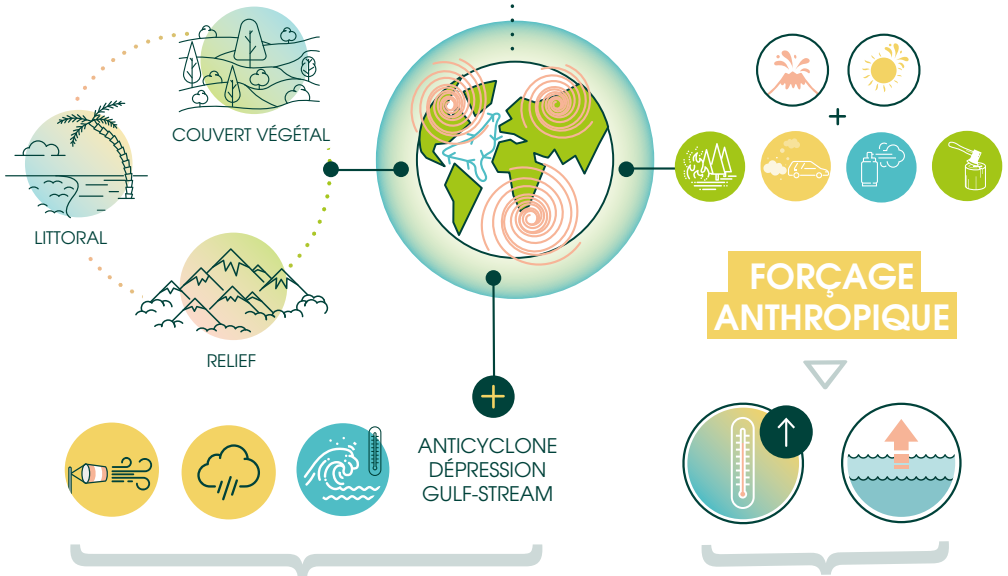 COUVERT VÉGÉTAL
LITTORAL
RELIEF
ANTICYCLONE
DÉPRESSION
GULF-STREAM
FORÇAGE
ANTHROPIQUE